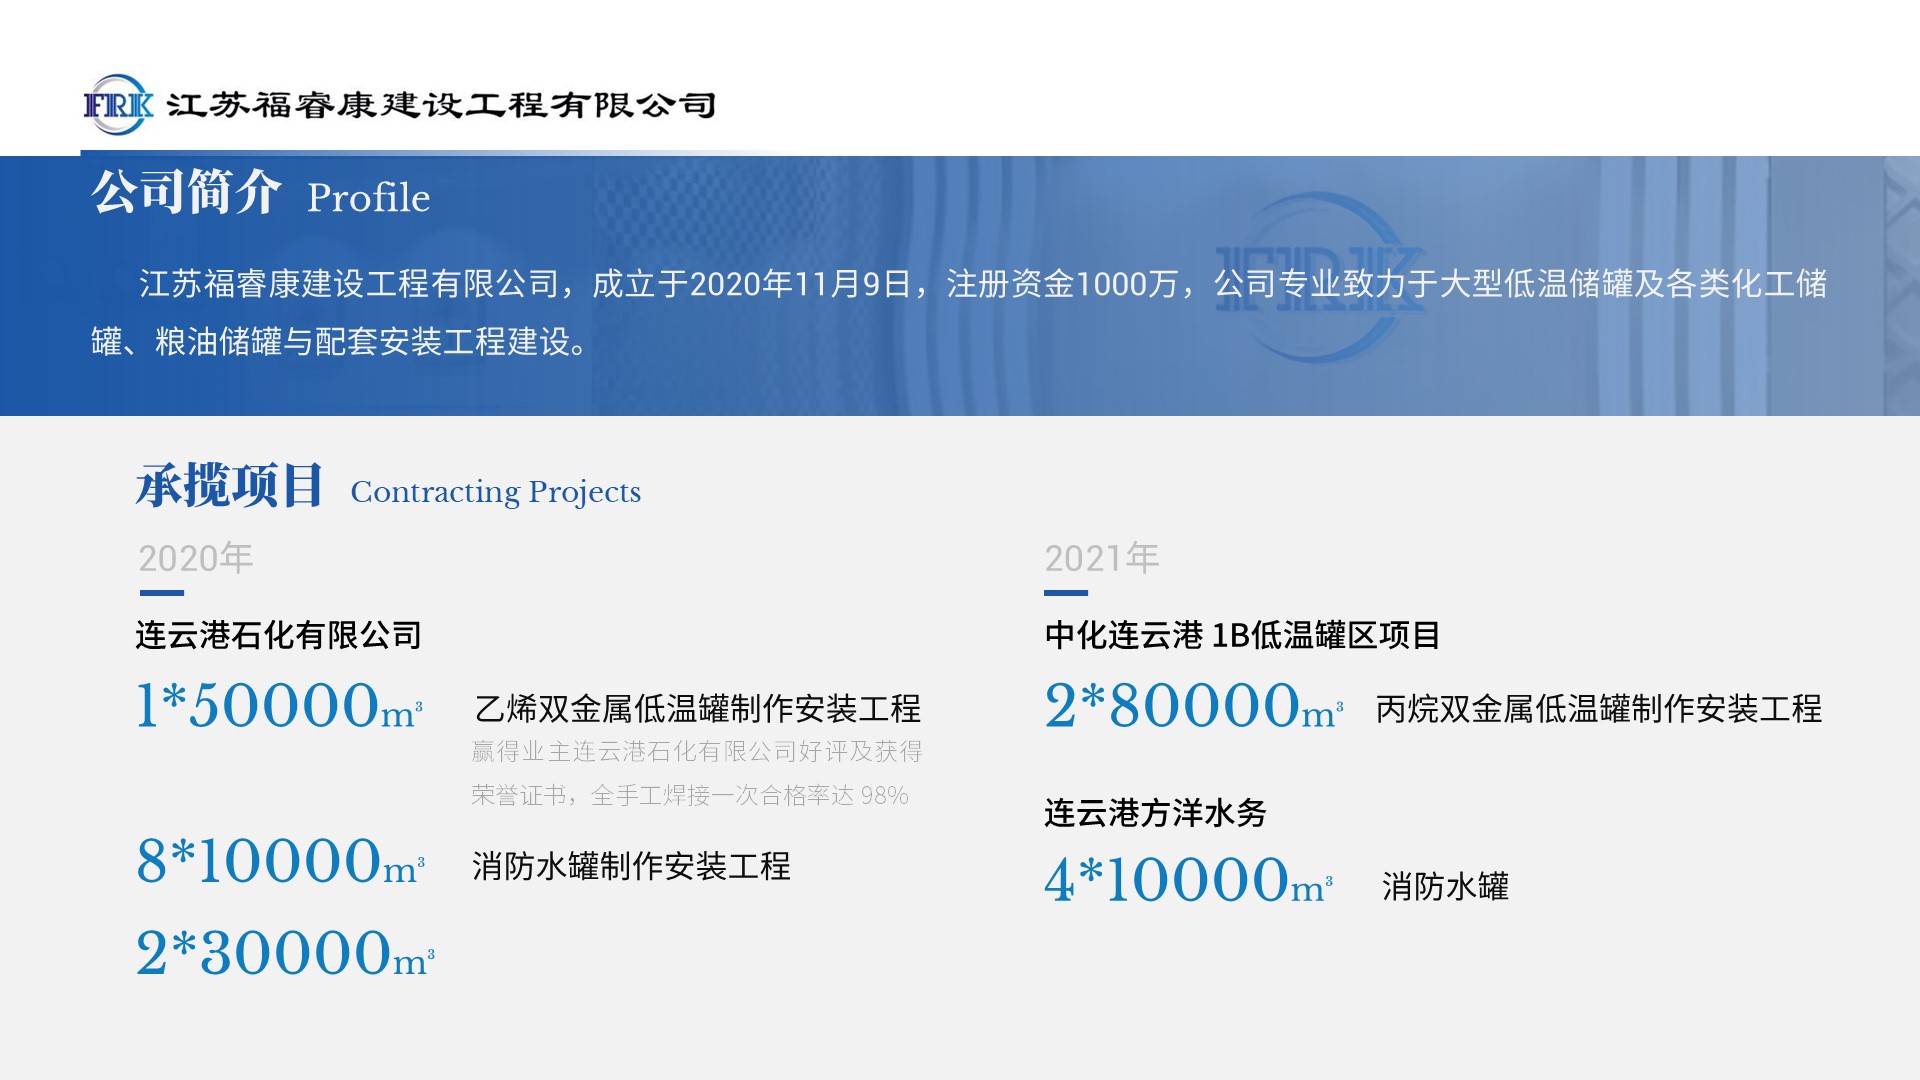 FRK 江苏福睿康建设工程有限公司
公司简介 Profile
江苏福睿康建设工程有限公司，成立于2020年11月9日，注册资金1000万，公司专业致力于大型低温储罐及各类化工储
罐、粮油储罐与配套安装工程建设。
FRK
承揽项目 Contracting Projects
2020年
连云港石化有限公司
1*50000m³ 乙烯双金属低温罐制作安装工程
赢得业主连云港石化有限公司好评及获得
荣誉证书，全手工焊接一次合格率达 98%
8*10000m³ 消防水罐制作安装工程
2*30000m³
2021年
中化连云港 1B低温罐区项目
2*80000m³ 丙烷双金属低温罐制作安装工程
连云港方洋水务
4*10000m³ 消防水罐